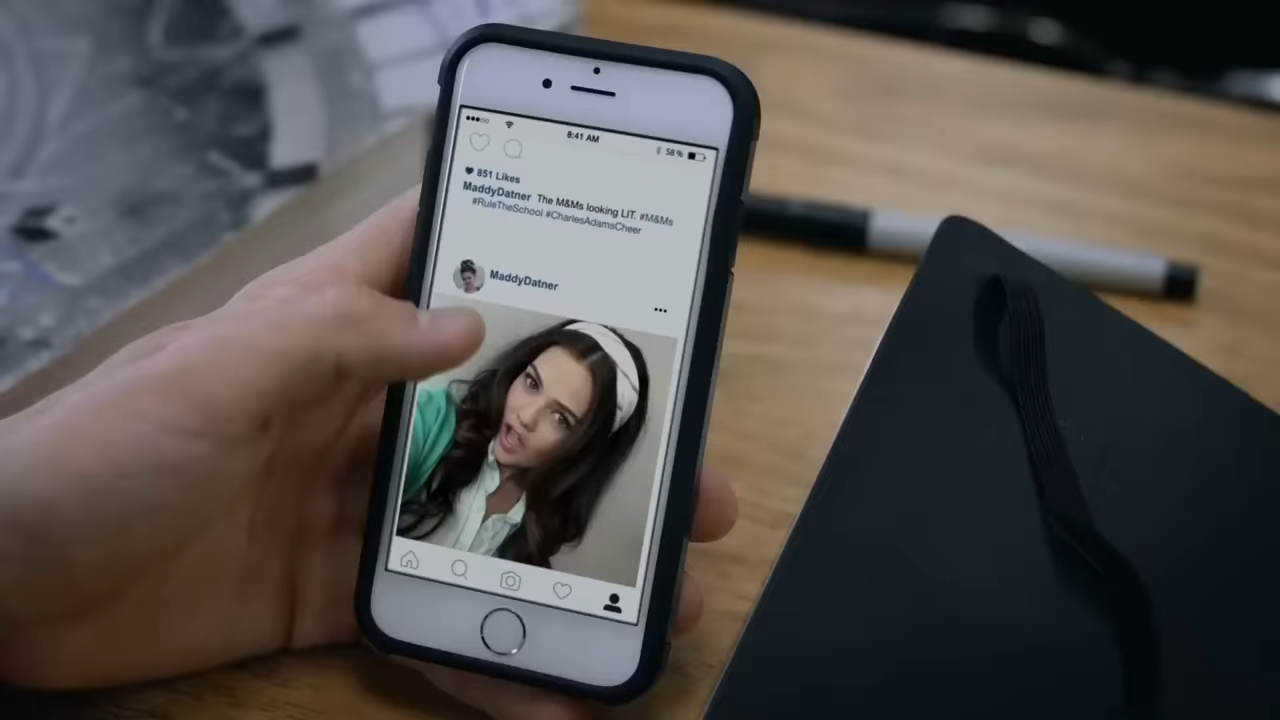 8:41 AM
58 %
851 Likes
MaddyDatner The M&Ms looking LIT. #M&Ms
#RuleTheSchool #CharlesAdamsCheer
MaddyDatner